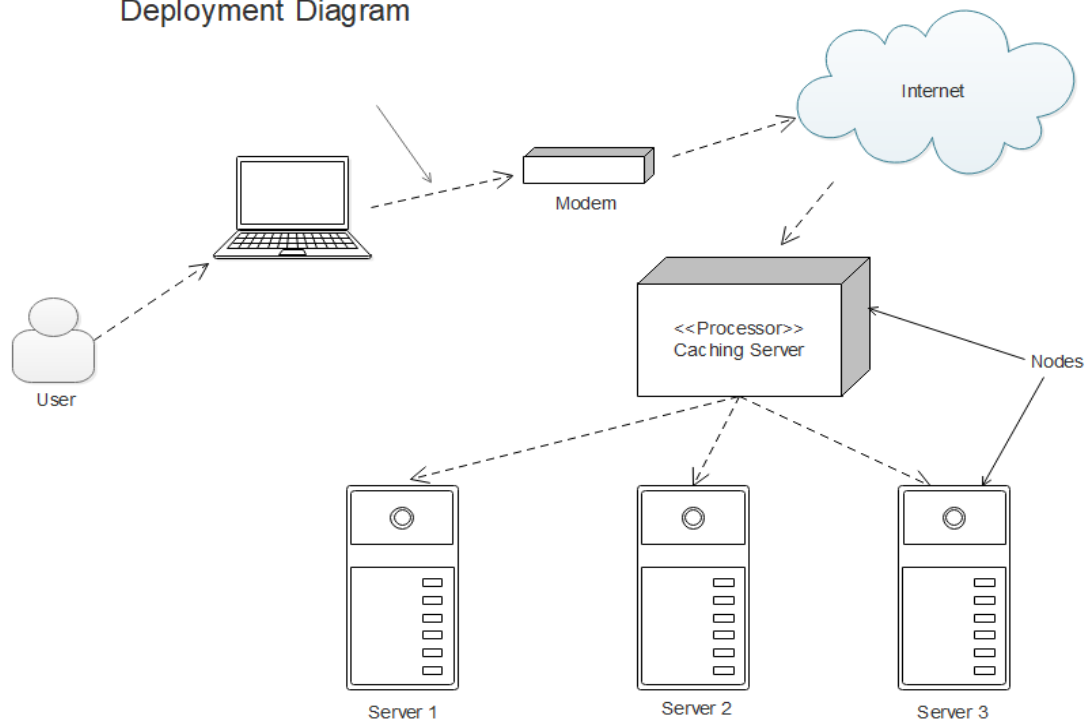 Deployment Diagram
Internet
Modem
<<Processor>>
Caching Server
Nodes
User
Server 1
Server 2
Server 3